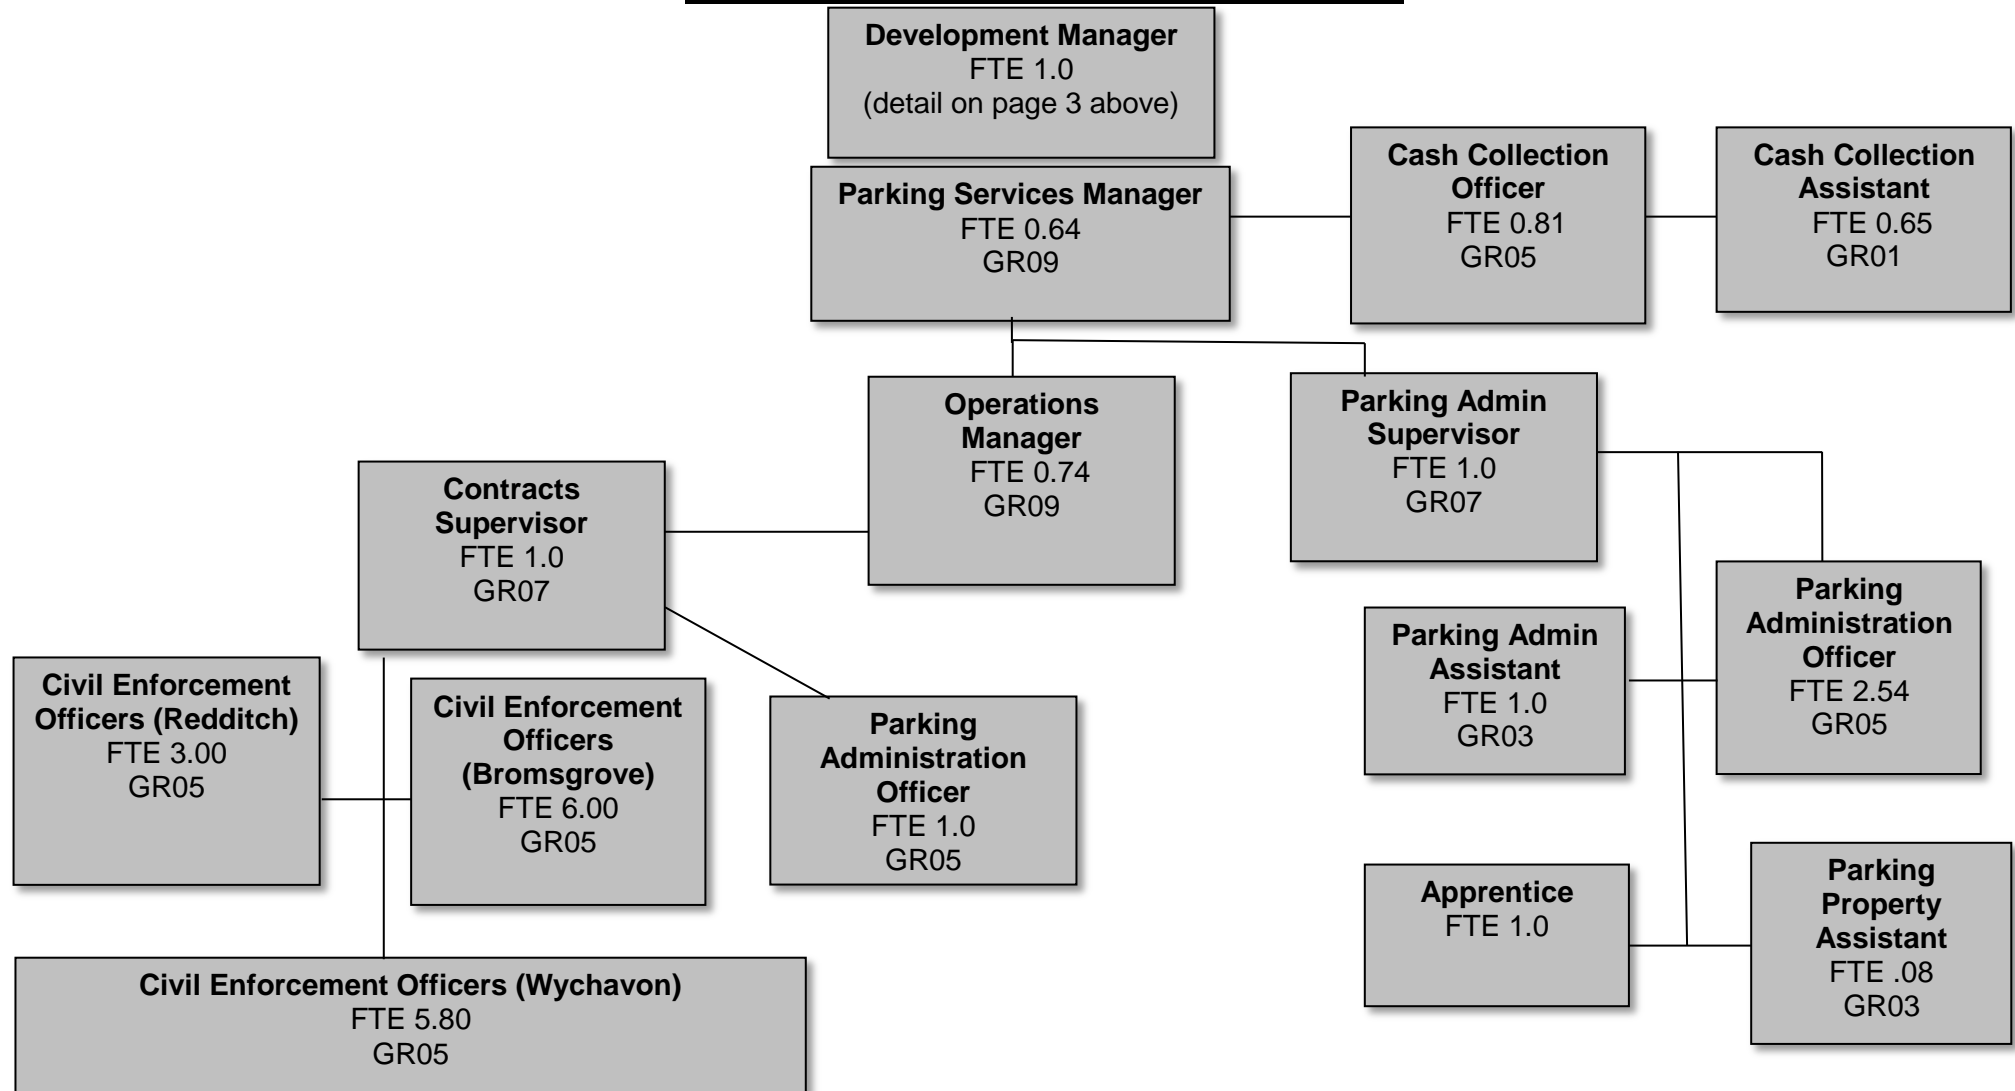 Development Manager
FTE 1.0
(detail on page 3 above)
Parking Services Manager
FTE 0.64
GR09
Cash Collection
Officer
FTE 0.81
GR05
Cash Collection
Assistant
FTE 0.65
GR01
Operations
Manager
FTE 0.74
GR09
Parking Admin
Supervisor
FTE 1.0
GR07
Contracts
Supervisor
FTE 1.0
GR07
Civil Enforcement
Officers (Redditch)
FTE 3.00
GR05
Civil Enforcement
Officers
(Bromsgrove)
FTE 6.00
GR05
Parking
Administration
Officer
FTE 1.0
GR05
Parking Admin
Assistant
FTE 1.0
GR03
Parking
Administration
Officer
FTE 2.54
GR05
Apprentice
FTE 1.0
Parking
Property
Assistant
FTE .08
GR03
Civil Enforcement Officers (Wychavon)
FTE 5.80
GR05